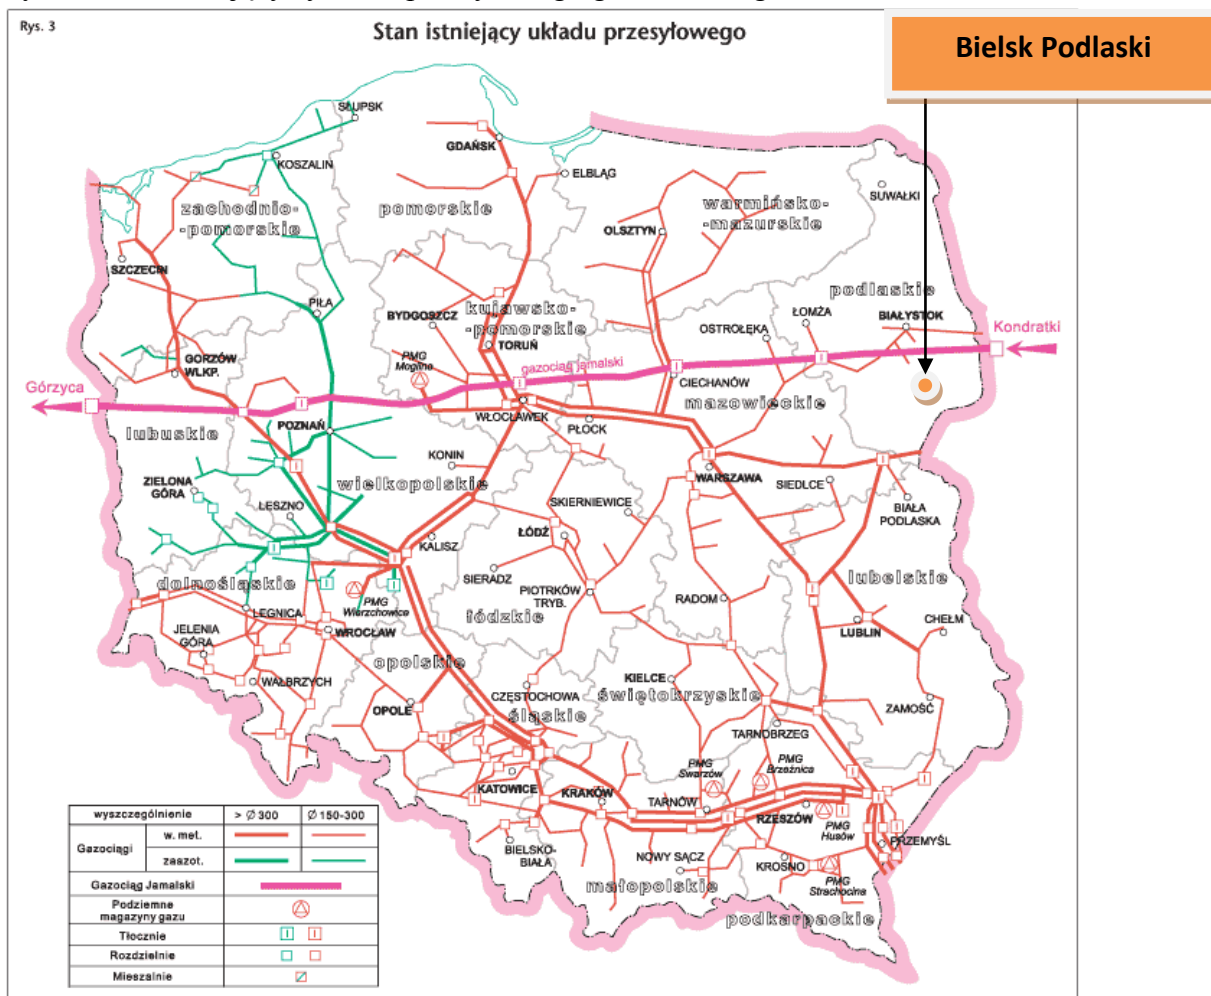 Rys. 3
Stan istniejący układu przesyłowego
Bielsk Podlaski
SŁUPSK
GDAŃSK
KOSZALIN
ELBLĄG
SUWAŁKI
zachodnio-
-pomorskie
pomorskie
warmińsko-
-mazurskie
OLSZTYN
SZCZECIN
podlaskie
PIŁA
BYDGOSZCZ
kujawsko-
-pomorskie
OSTROŁĘKA
ŁOMŻA
BIAŁYSTOK
Kondratki
TORUŃ
PMG
Mogilno
gazociąg jamalski
GORZÓW
WLKP.
Górzyca
CIECHANÓW
mazowieckie
WŁOCŁAWEK
PŁOCK
lubuskie
POZNAŃ
KONIN
WARSZAWA
SIEDLCE
ZIELONA
GÓRA
wielkopolskie
LESZNO
SKIERNIEWICE
BIAŁA
PODLASKA
ŁÓDŹ
KALISZ
SIERADZ
PIOTRKÓW
TRYB.
dolnośląskie
lubelskie
RADOM
PMG
Wierzchowice
LEGNICA
łódzkie
CHEŁM
LUBLIN
JELENIA
GÓRA
WROCŁAW
opolskie
WAŁBRZYCH
KIELCE
CZĘSTOCHOWA
świętokrzyskie
OPOLE
śląskie
ZAMOŚĆ
TARNOBRZEG
PMG
Swarzów
PMG
Brzeźnica
KATOWICE
KRAKÓW
TARNÓW
RZESZÓW
PMG
Husów
PRZEMYŚL
BIELSKO-
BIAŁA
NOWY SĄCZ
KROSNO
PMG
Strachocina
małopolskie
podkarpackie
wyszczególnienie > Ø 300 Ø 150-300
Gazociągi w. met.
zaazot.
Gazociąg Jamalski
Podziemne
magazyny gazu
Tłocznie
Rozdzielnie
Mieszalnie